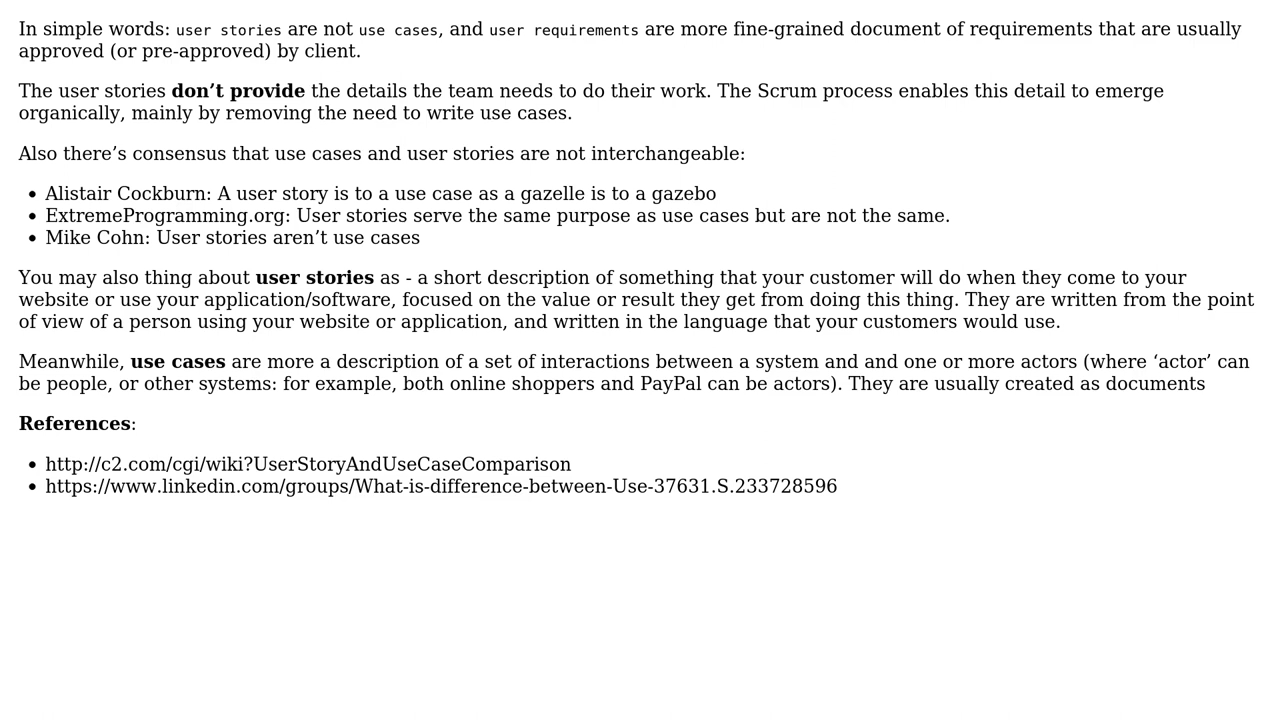 In simple words: user stories are not use cases, and user requirements are more fine-grained document of requirements that are usually
approved (or pre-approved) by client.
The user stories don’t provide the details the team needs to do their work. The Scrum process enables this detail to emerge
organically, mainly by removing the need to write use cases.
Also there’s consensus that use cases and user stories are not interchangeable:
• Alistair Cockburn: A user story is to a use case as a gazelle is to a gazebo
• ExtremeProgramming.org: User stories serve the same purpose as use cases but are not the same.
• Mike Cohn: User stories aren’t use cases
You may also thing about user stories as - a short description of something that your customer will do when they come to your
website or use your application/software, focused on the value or result they get from doing this thing. They are written from the point
of view of a person using your website or application, and written in the language that your customers would use.
Meanwhile, use cases are more a description of a set of interactions between a system and and one or more actors (where ‘actor’ can
be people, or other systems: for example, both online shoppers and PayPal can be actors). They are usually created as documents
References:
• http://c2.com/cgi/wiki?UserStoryAndUseCaseComparison
• https://www.linkedin.com/groups/What-is-difference-between-Use-37631.S.233728596